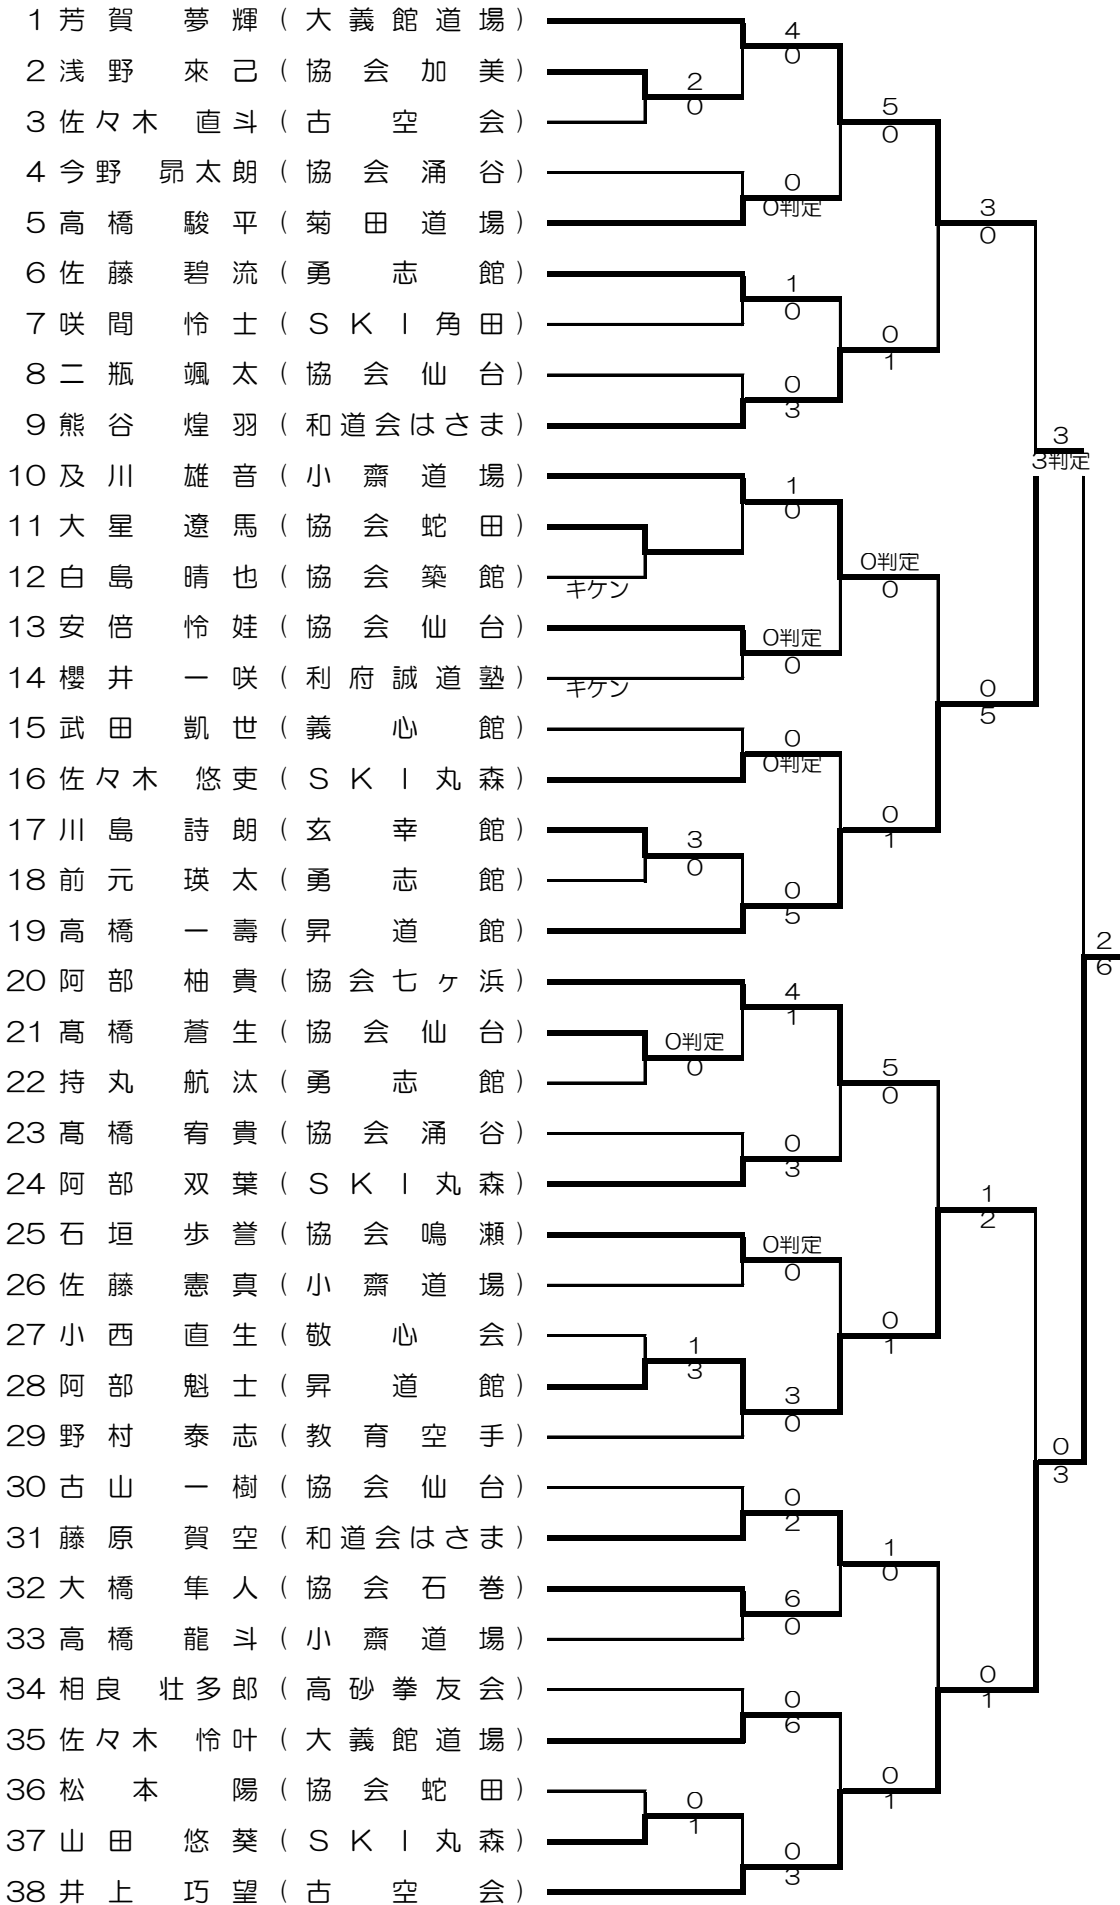 1 芳賀 夢輝 (大義館道場)
4
0
2 浅野 來己 (協会加美)
2
0
3 佐々木 直斗 (古空会)
5
0
4 今野 昴太朗 (協会涌谷)
0
0判定
5 高橋 駿平 (菊田道場)
3
0
6 佐藤 碧流 (勇志館)
1
0
7 咲間 怜士 (SKI角田)
0
1
8 二瓶 颯太 (協会仙台)
0
3
9 熊谷 煌羽 (和道会はさま)
3
3判定
10 及川 雄音 (小齋道場)
1
0
11 大星 遼馬 (協会蛇田)
12 白島 晴也 (協会築館)
キケン
0判定
0
13 安倍 怜娃 (協会仙台)
0判定
0
14 櫻井 一咲 (利府誠道塾)
キケン
0
5
15 武田 凱世 (義心館)
0
0判定
16 佐々木 悠吏 (SKI丸森)
17 川島 詩朗 (玄幸館)
3
0
0
1
18 前元 瑛太 (勇志館)
0
5
19 高橋 一壽 (昇道館)
2
6
20 阿部 柚貴 (協会七ヶ浜)
4
1
21 髙橋 蒼生 (協会仙台)
0判定
0
22 持丸 航汰 (勇志館)
5
0
23 髙橋 宥貴 (協会涌谷)
0
3
24 阿部 双葉 (SKI丸森)
1
2
25 石垣 歩誉 (協会鳴瀬)
0判定
0
26 佐藤 憲真 (小齋道場)
27 小西 直生 (敬心会)
1
3
0
1
28 阿部 魁士 (昇道館)
3
0
29 野村 泰志 (教育空手)
0
3
30 古山 一樹 (協会仙台)
0
2
31 藤原 賀空 (和道会はさま)
1
0
32 大橋 隼人 (協会石巻)
6
0
33 高橋 龍斗 (小齋道場)
34 相良 壮多郎 (高砂拳友会)
0
1
0
6
35 佐々木 怜叶 (大義館道場)
36 松本 陽 (協会蛇田)
0
1
0
1
37 山田 悠葵 (SKI丸森)
0
3
38 井上 巧望 (古空会)